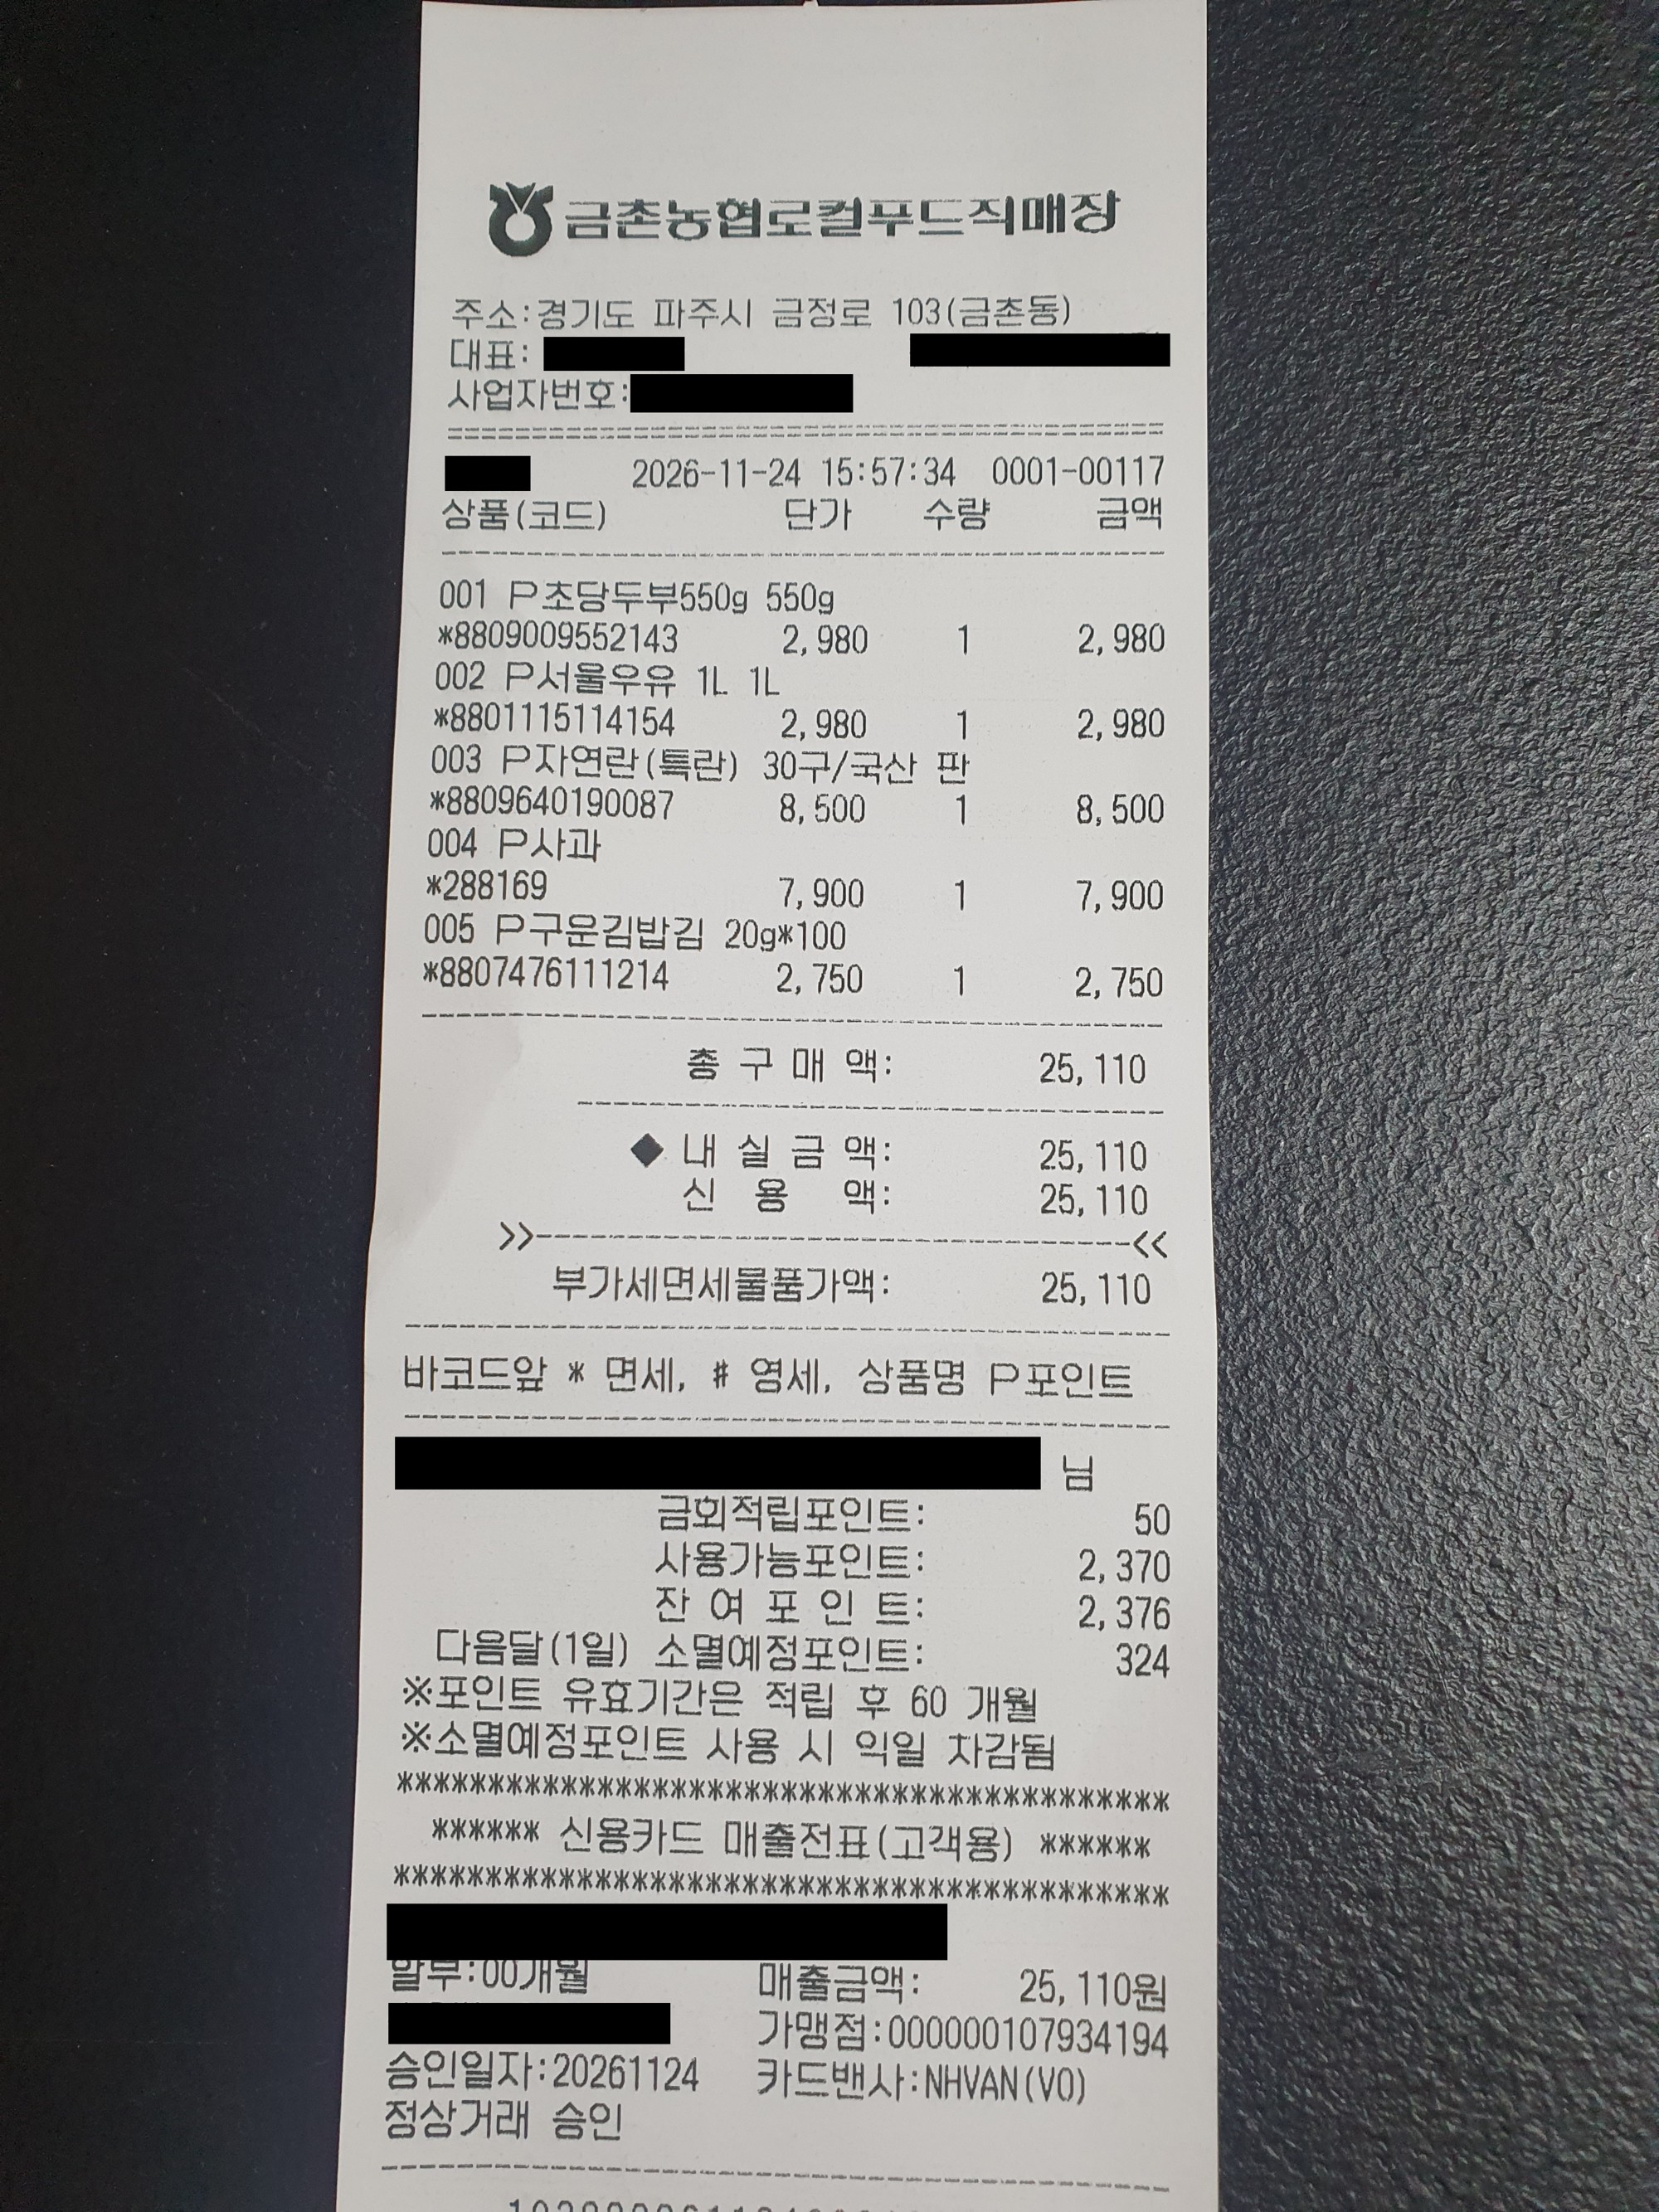 금촌농협로컬푸드직매장
주소:경기도 파주시 금정로 103(금촌동)
대표:
사업자번호:
2026-11-24 15:57:34 0001-00117
상품(코드) 단가 수량 금액
001 P초당두부550g 550g
*8809009552143 2,980 1 2,980
002 P서울우유 1L 1L
*8801115114154 2,980 1 2,980
003 P자연란(특란) 30구/국산 판
*8809640190087 8,500 1 8,500
004 P사과
*288169 7,900 1 7,900
005 P구운김밥김 20g*100
*8807476111214 2,750 1 2,750
총 구 매 액: 25,110
◆ 내 실 금 액: 25,110
신 용 액: 25,110
>>------------------------------<<
부가세면세물품가액: 25,110
바코드앞 * 면세, # 영세, 상품명 P포인트
님
금회적립포인트: 50
사용가능포인트: 2,370
잔 여 포 인 트: 2,376
다음달(1일) 소멸예정포인트: 324
※포인트 유효기간은 적립 후 60 개월
※소멸예정포인트 사용 시 익일 차감됨
******************************************
****** 신용카드 매출전표(고객용) ******
******************************************
할부:00개월 매출금액: 25,110원
가맹점:000000107934194
승인일자:20261124 카드밴사:NHVAN(V0)
정상거래 승인